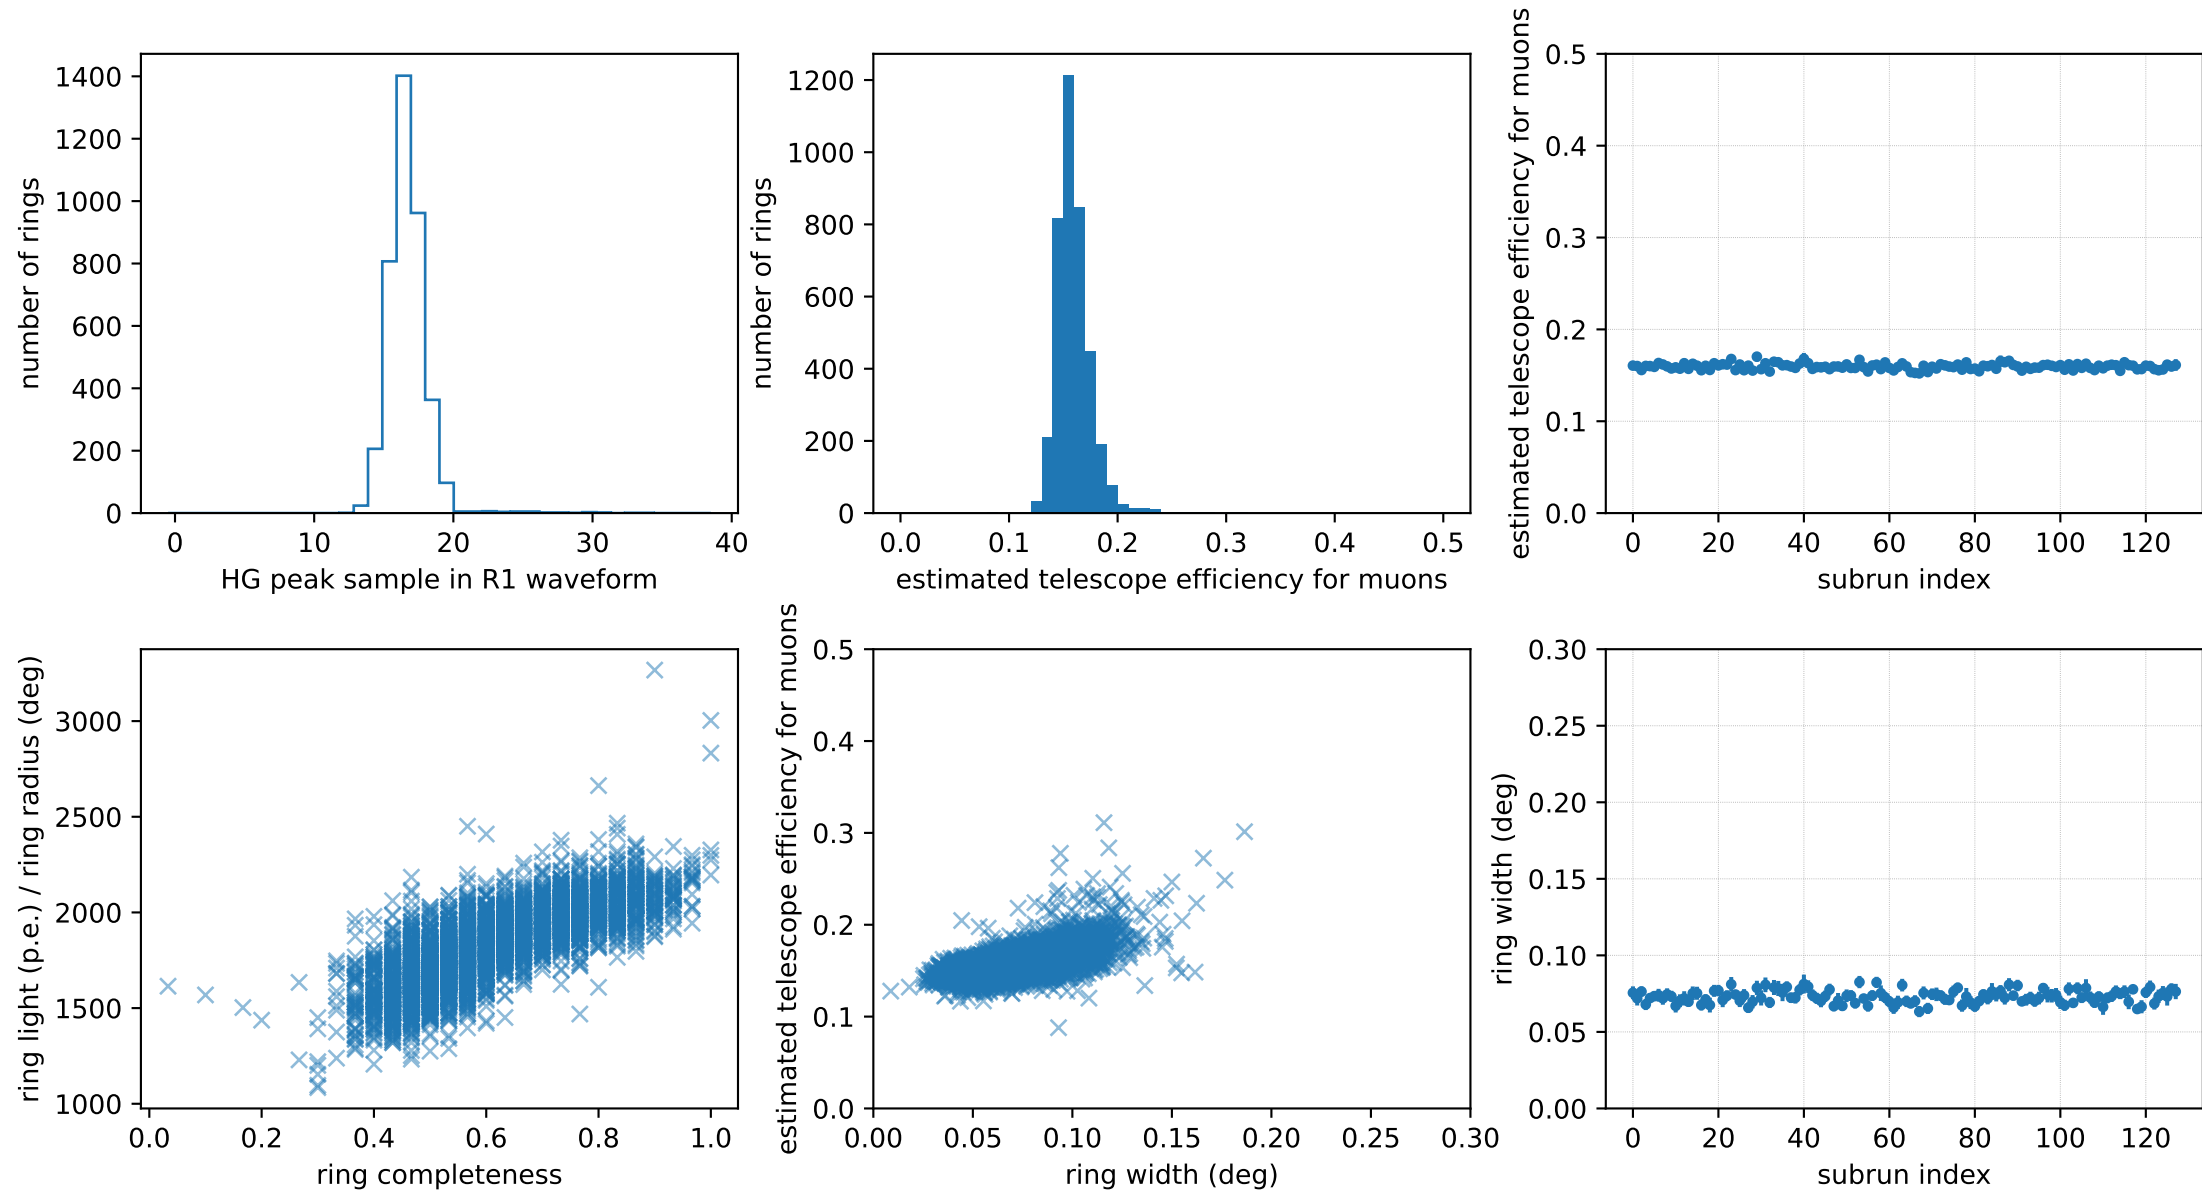 number of rings
1400
1200
1000
800
600
400
200
0
0 10 20 30 40
HG peak sample in R1 waveform
number of rings
1200
1000
800
600
400
200
0
0.0 0.1 0.2 0.3 0.4 0.5
estimated telescope efficiency for muons
estimated telescope efficiency for muons
0.5
0.4
0.3
0.2
0.1
0.0
0 20 40 60 80 100 120
subrun index
ring light (p.e.) / ring radius (deg)
3000
2500
2000
1500
1000
0.0 0.2 0.4 0.6 0.8 1.0
ring completeness
estimated telescope efficiency for muons
0.5
0.4
0.3
0.2
0.1
0.0
0.00 0.05 0.10 0.15 0.20 0.25 0.30
ring width (deg)
ring width (deg)
0.30
0.25
0.20
0.15
0.10
0.05
0.00
0 20 40 60 80 100 120
subrun index